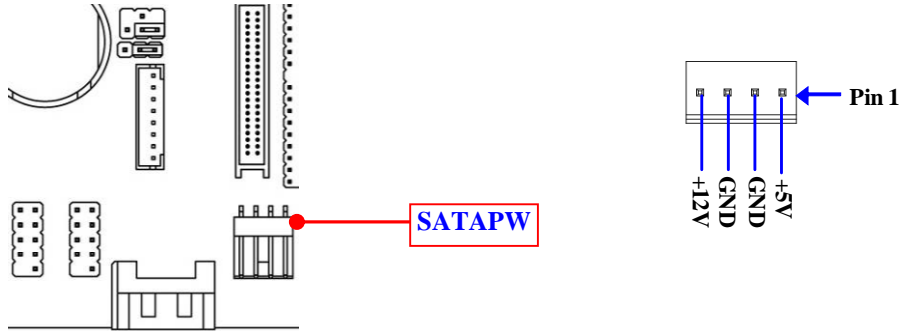 SATAPW
Pin 1
+12V
GND
GND
+5V